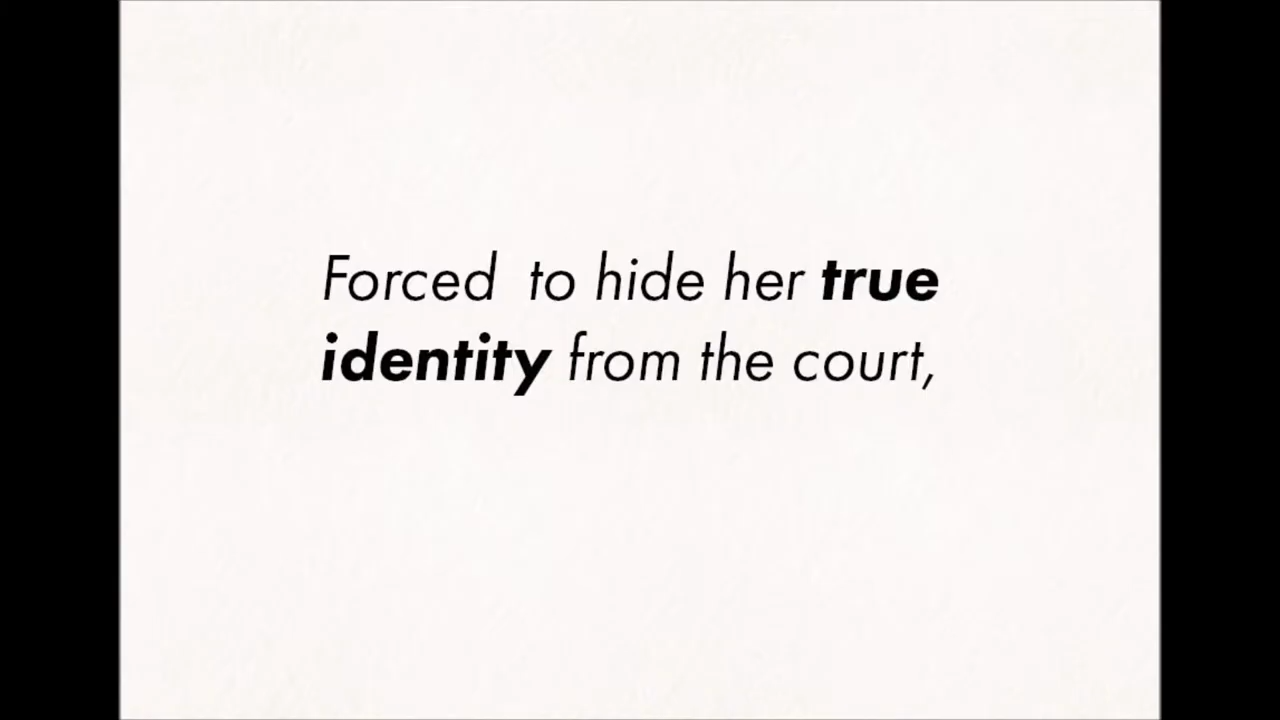 Forced to hide her true
identity from the court,